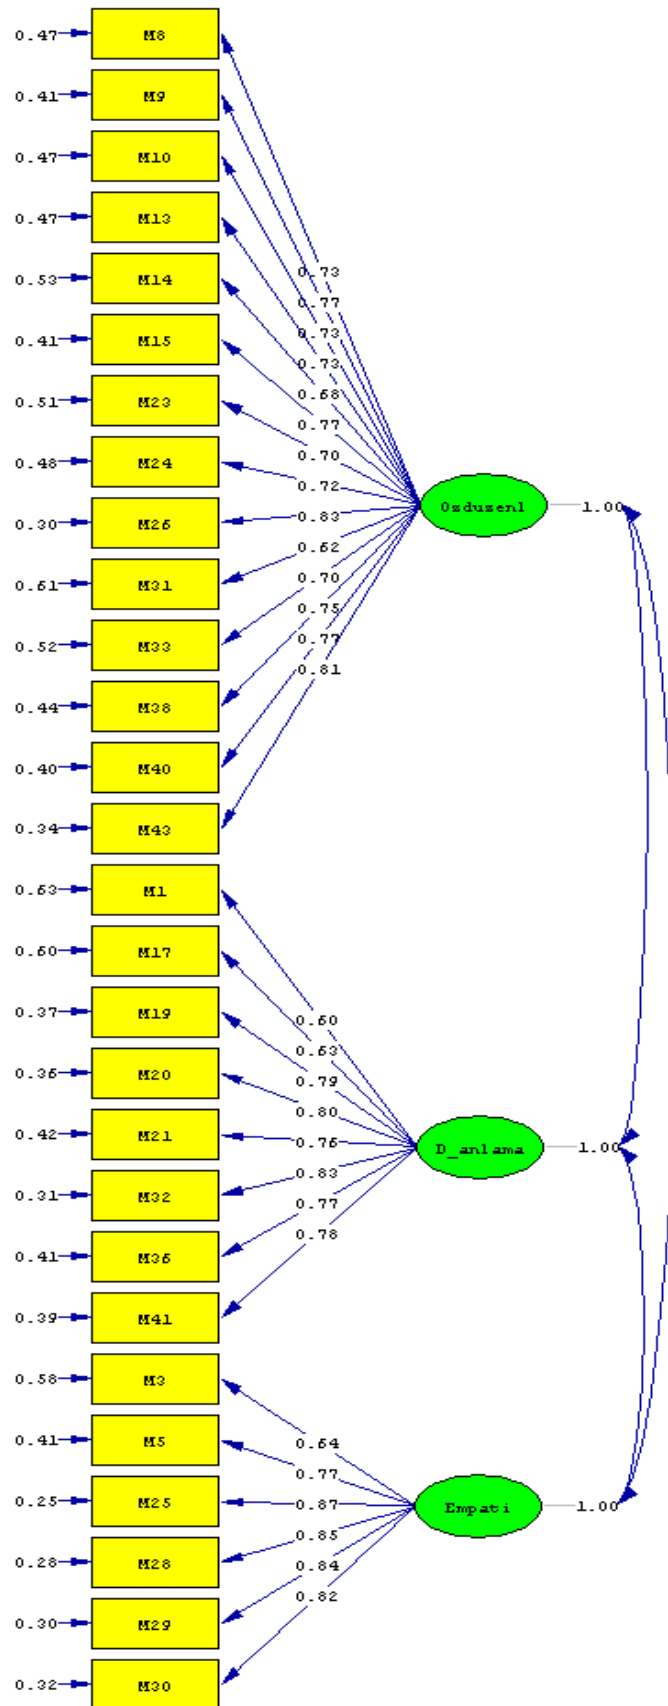 0.47 M8
0.41 M9
0.47 M10
0.47 M13
0.53 M14
0.41 M15
0.51 M23
0.48 M24
0.30 M26
0.61 M31
0.52 M33
0.44 M38
0.40 M40
0.34 M43
0.63 M1
0.60 M17
0.37 M19
0.36 M20
0.42 M21
0.31 M32
0.41 M36
0.39 M41
0.58 M3
0.41 M5
0.25 M25
0.28 M28
0.30 M29
0.32 M30
0.73
0.77
0.73
0.73
0.68
0.77
0.70
0.72
0.83
0.62
0.70
0.75
0.77
0.81
0.60
0.63
0.79
0.80
0.76
0.83
0.77
0.78
0.64
0.77
0.87
0.85
0.84
0.82
Ozduzenl 1.00
D_anlama 1.00
Empati 1.00